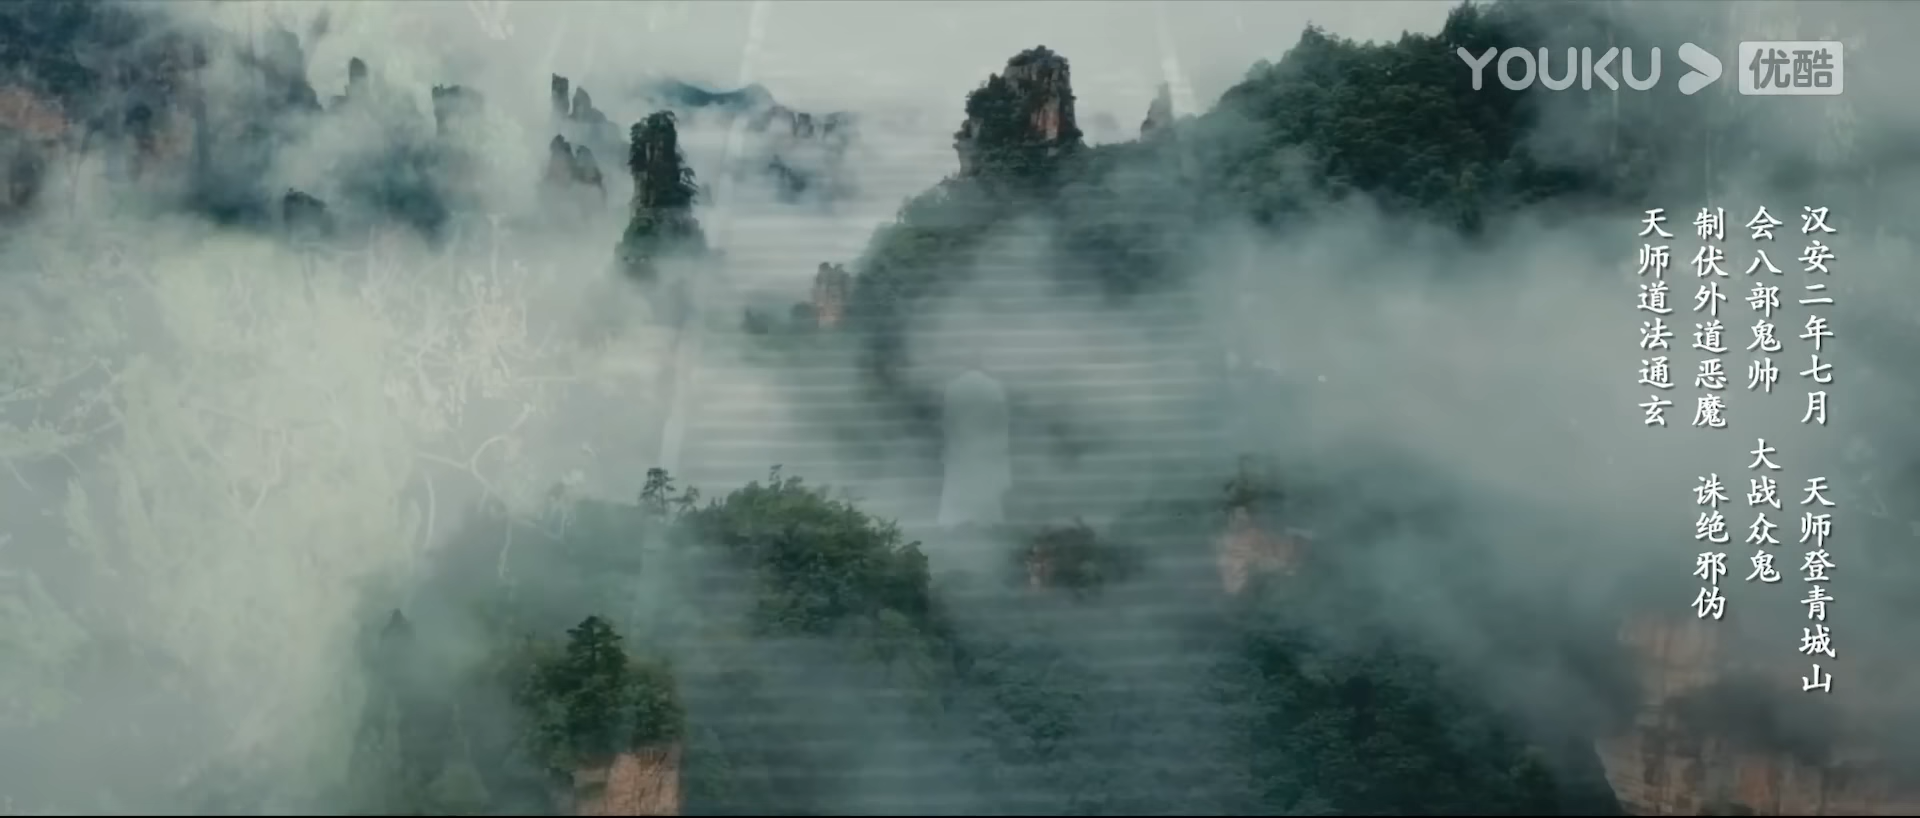 YOUKU 优酷
汉安二年七月 天师登青城山
会八部鬼帅 大战众鬼
制伏外道恶魔 诛绝邪伪
天师道法通玄